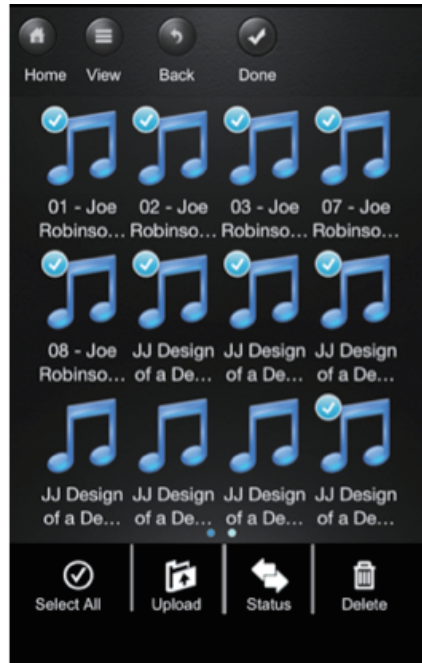 Home View Back Done
01 - Joe 02 - Joe 03 - Joe 07 - Joe
Robinso... Robinso... Robinso... Robinso...
08 - Joe JJ Design JJ Design JJ Design
Robinso... of a De... of a De... of a De...
JJ Design JJ Design JJ Design JJ Design
of a De... of a De... of a De... of a De...
Select All Upload Status Delete